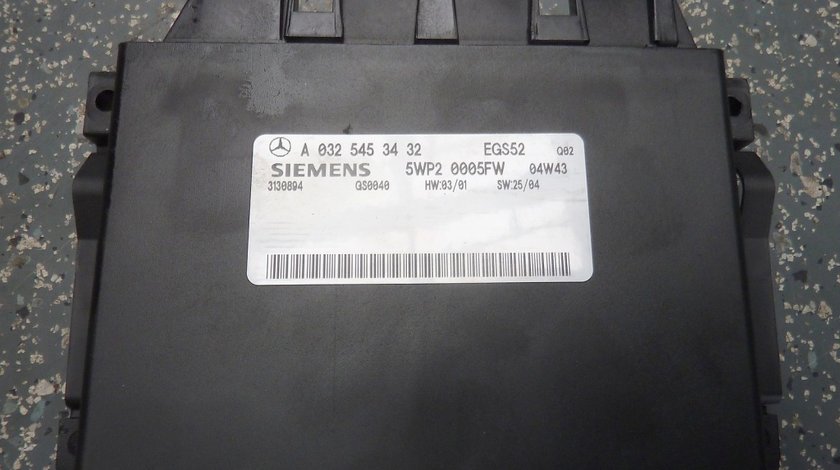 A 032 545 34 32 EGS52 Q02
SIEMENS 5WP2 0005FW 04W43
3130894 GS0040 HW:03/01 SW:25/04